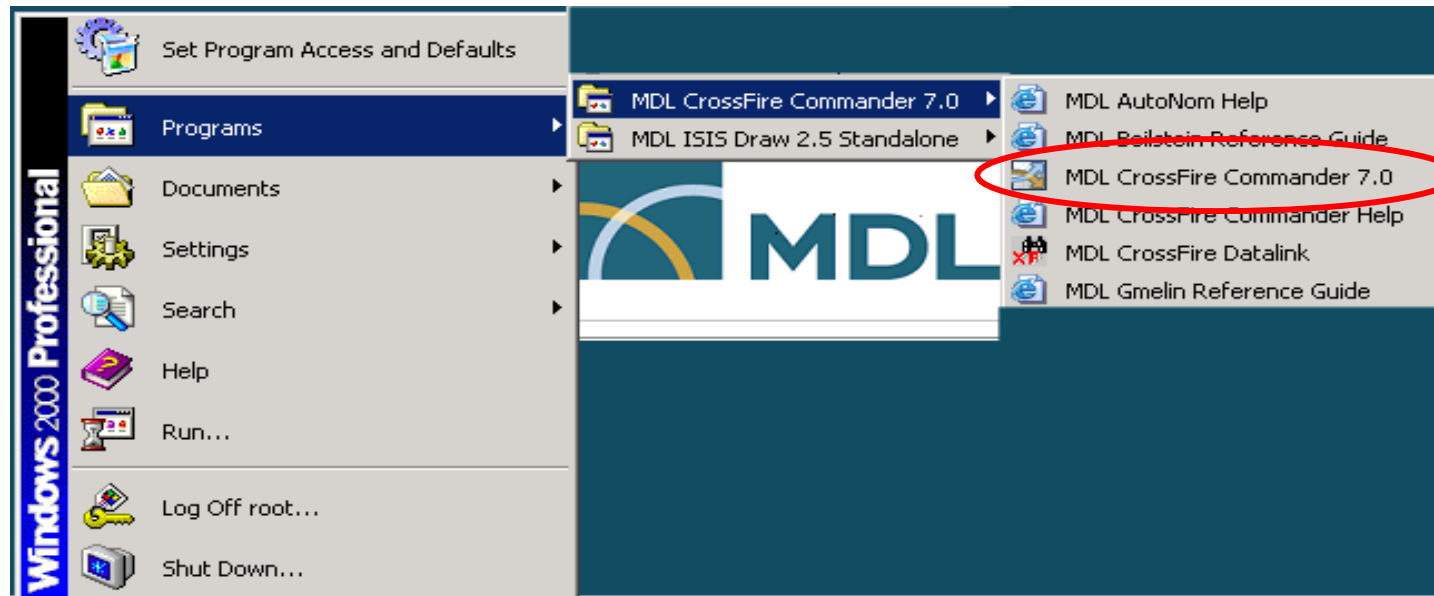 Windows 2000 Professional
Set Program Access and Defaults
Programs
Documents
Settings
Search
Help
Run...
Log Off root...
Shut Down...
MDL CrossFire Commander 7.0
MDL ISIS Draw 2.5 Standalone
MDL
MDL AutoNom Help
MDL Beilstein Reference Guide
MDL CrossFire Commander 7.0
MDL CrossFire Commander Help
MDL CrossFire Datalink
MDL Gmelin Reference Guide